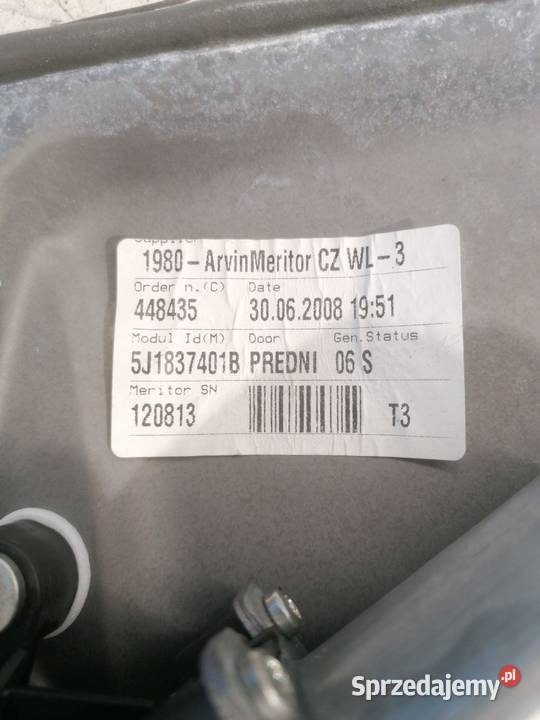 Supplier
1980-ArvinMeritor CZ WL-3
Order n.(C) Date
448435 30.06.2008 19:51
Modul Id(M) Door Gen.Status
5J1837401B PREDNI 06 S
Meritor SN
120813 T3
Sprzedajemy.pl